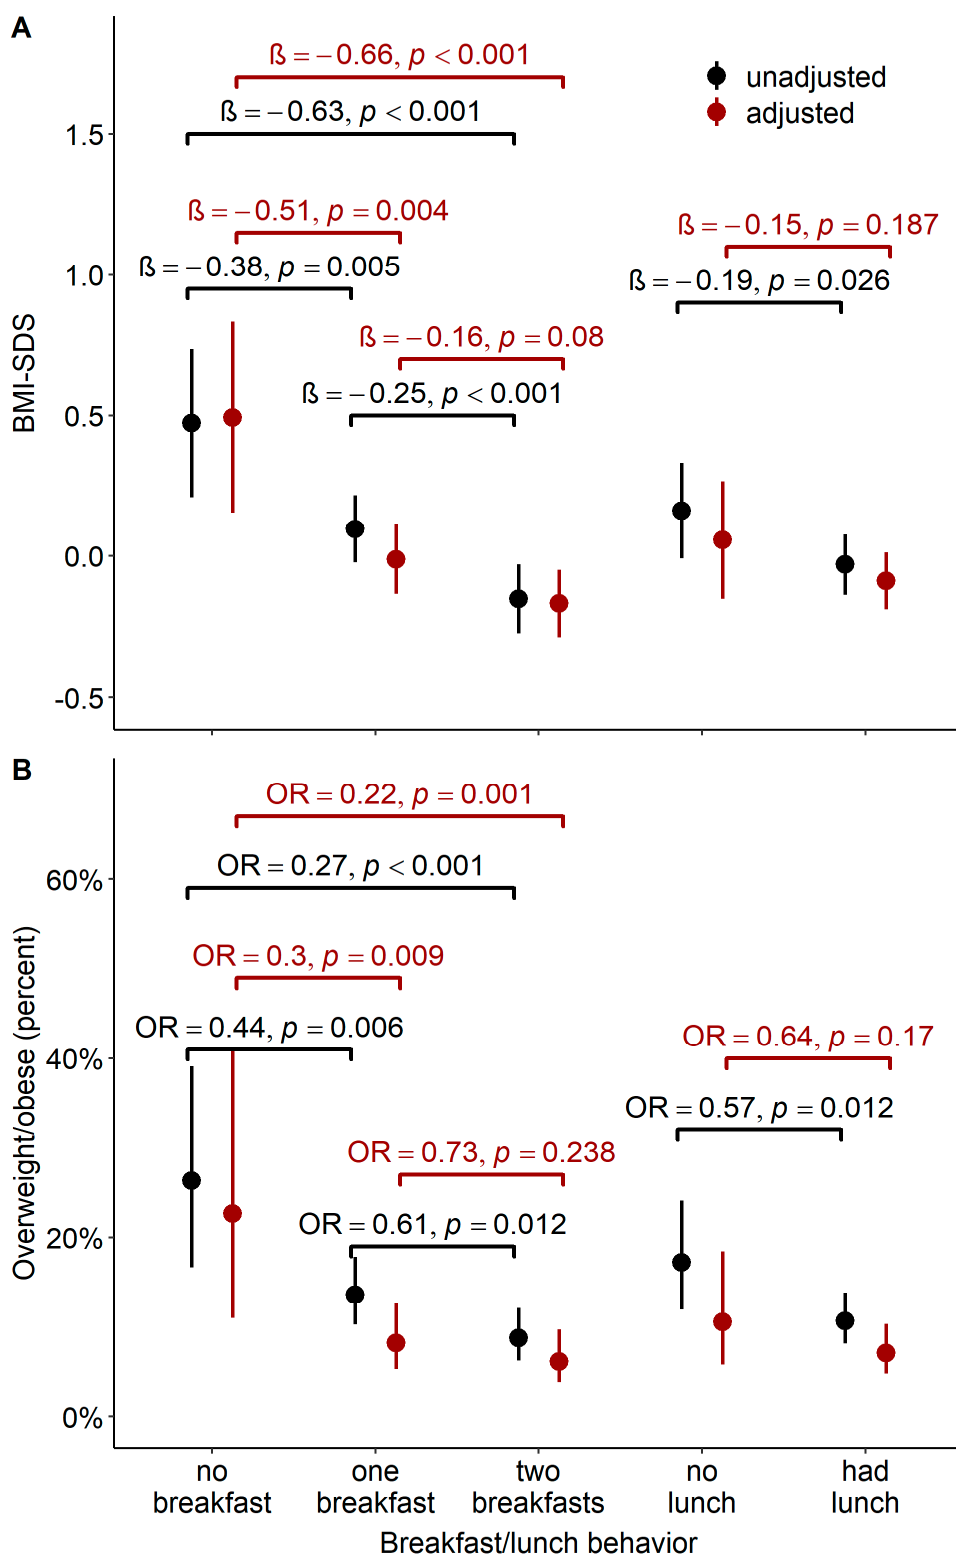 A
ß = −0.66, p < 0.001
unadjusted
adjusted
ß = −0.63, p < 0.001
1.5
ß = −0.51, p = 0.004
ß = −0.15, p = 0.187
ß = −0.38, p = 0.005
ß = −0.19, p = 0.026
1.0
ß = −0.16, p = 0.08
ß = −0.25, p < 0.001
0.5
0.0
-0.5
BMI-SDS
B
OR = 0.22, p = 0.001
OR = 0.27, p < 0.001
60%
OR = 0.3, p = 0.009
OR = 0.44, p = 0.006
OR = 0.64, p = 0.17
40%
OR = 0.57, p = 0.012
OR = 0.73, p = 0.238
OR = 0.61, p = 0.012
20%
0%
Overweight/obese (percent)
no breakfast
one breakfast
two breakfasts
no lunch
had lunch
Breakfast/lunch behavior